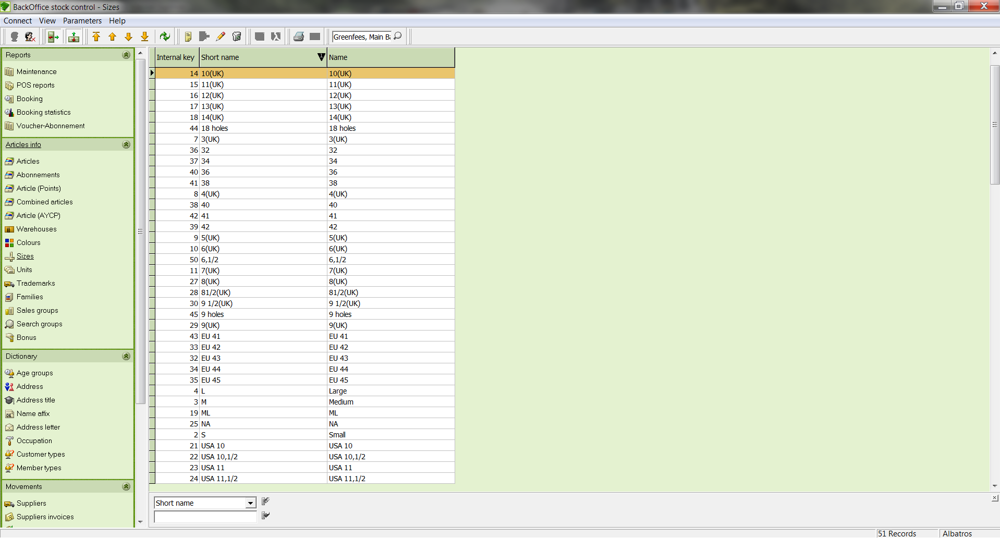 BackOffice stock control - Sizes
Connect View Parameters Help
Greenfees, Main B
Reports
Maintenance
POS reports
Booking
Booking statistics
Voucher-Abonnement
Articles info
Articles
Abonnements
Article (Points)
Combined articles
Article (AYCP)
Warehouses
Colours
Sizes
Units
Trademarks
Families
Sales groups
Search groups
Bonus
Dictionary
Age groups
Address
Address title
Name affix
Address letter
Occupation
Customer types
Member types
Movements
Suppliers
Suppliers invoices
Internal key Short name Name
14 10(UK) 10(UK)
15 11(UK) 11(UK)
16 12(UK) 12(UK)
17 13(UK) 13(UK)
18 14(UK) 14(UK)
44 18 holes 18 holes
7 3(UK) 3(UK)
36 32 32
37 34 34
40 36 36
41 38 38
8 4(UK) 4(UK)
38 40 40
42 41 41
39 42 42
9 5(UK) 5(UK)
10 6(UK) 6(UK)
50 6,1/2 6,1/2
11 7(UK) 7(UK)
27 8(UK) 8(UK)
28 81/2(UK) 81/2(UK)
30 9 1/2(UK) 9 1/2(UK)
45 9 holes 9 holes
29 9(UK) 9(UK)
43 EU 41 EU 41
33 EU 42 EU 42
32 EU 43 EU 43
34 EU 44 EU 44
35 EU 45 EU 45
4 L Large
3 M Medium
19 ML ML
25 NA NA
2 S Small
21 USA 10 USA 10
22 USA 10,1/2 USA 10,1/2
23 USA 11 USA 11
24 USA 11,1/2 USA 11,1/2
Short name
51 Records Albatros